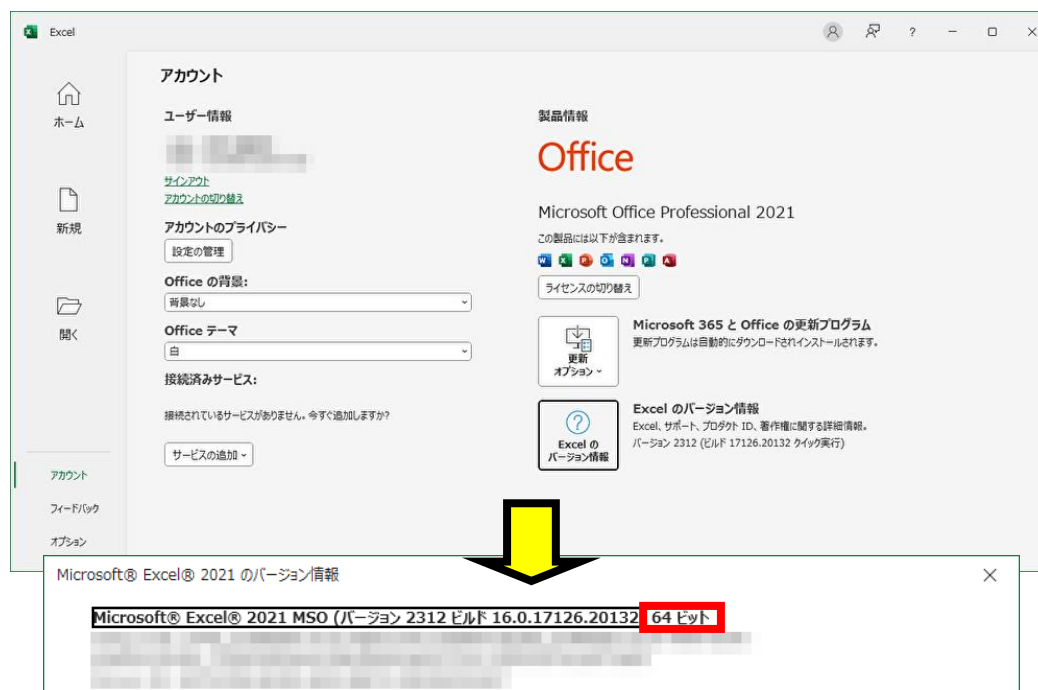 Excel
?
アカウント
ホーム
新規
開く
アカウント
フィードバック
オプション
ユーザー情報
サインアウト
アカウントの切り替え
アカウントのプライバシー
設定の管理
Office の背景:
背景なし
Office テーマ
白
接続済みサービス:
接続されているサービスがありません。今すぐ追加しますか?
サービスの追加
製品情報
Office
Microsoft Office Professional 2021
この製品には以下が含まれます。
ライセンスの切り替え
更新
オプション
Microsoft 365 と Office の更新プログラム
更新プログラムは自動的にダウンロードされインストールされます。
?
Excel の
バージョン情報
Excel のバージョン情報
Excel、サポート、プロダクト ID、著作権に関する詳細情報。
バージョン 2312 (ビルド 17126.20132 クイック実行)
Microsoft® Excel® 2021 のバージョン情報
Microsoft® Excel® 2021 MSO (バージョン 2312 ビルド 16.0.17126.20132 64 ビット